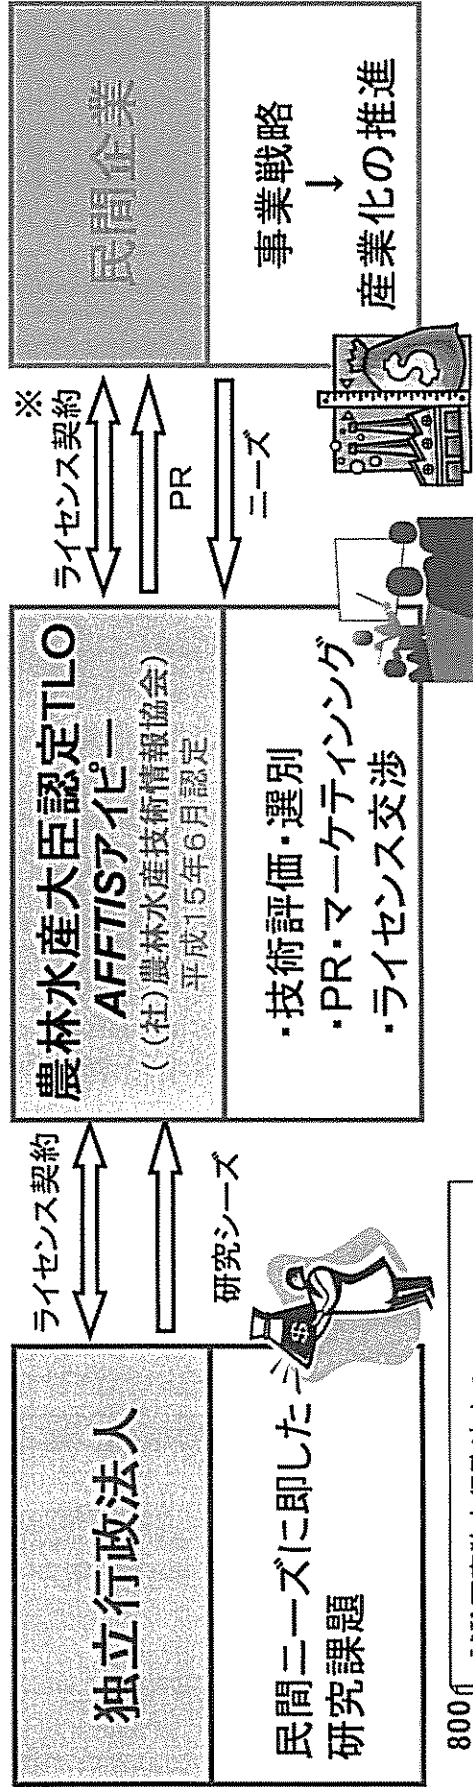 独立行政法人
民間ニーズに即した
研究課題
ライセンス契約
研究シーズ
農林水産大臣認定TLO
AFFTISアイピー
(（社）農林水産技術情報協会)
平成15年6月認定
・技術評価・選別
・PR・マーケティンング
・ライセンス交渉
※
ライセンス契約
PR
ニーズ
民間企業
事業戦略
↓
産業化の推進
$
$
800